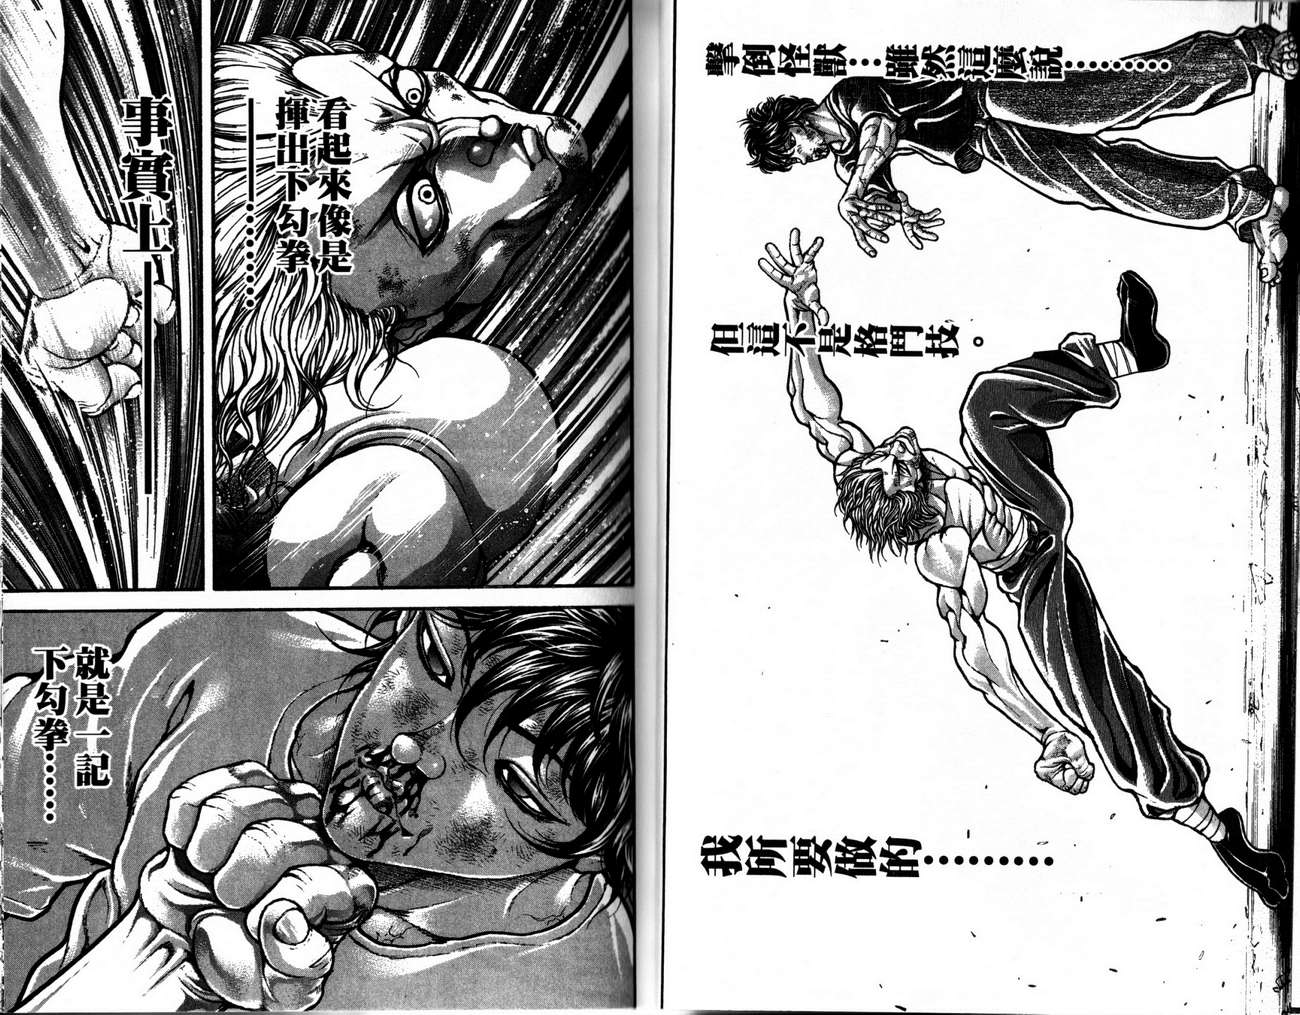 擊倒怪獸⋯⋯雖然這麼說⋯⋯⋯⋯
但這不是格鬥技。
我所要做的⋯⋯⋯⋯
看起來像是
揮出下勾拳
——⋯⋯⋯⋯
事實上——
就是一記
下勾拳⋯⋯⋯